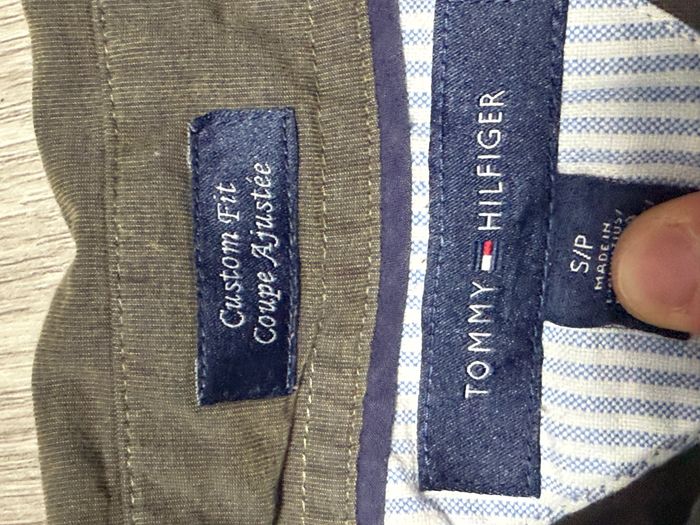 Custom Fit
Coupe Ajustée
TOMMY HILFIGER
S/P
MADE IN